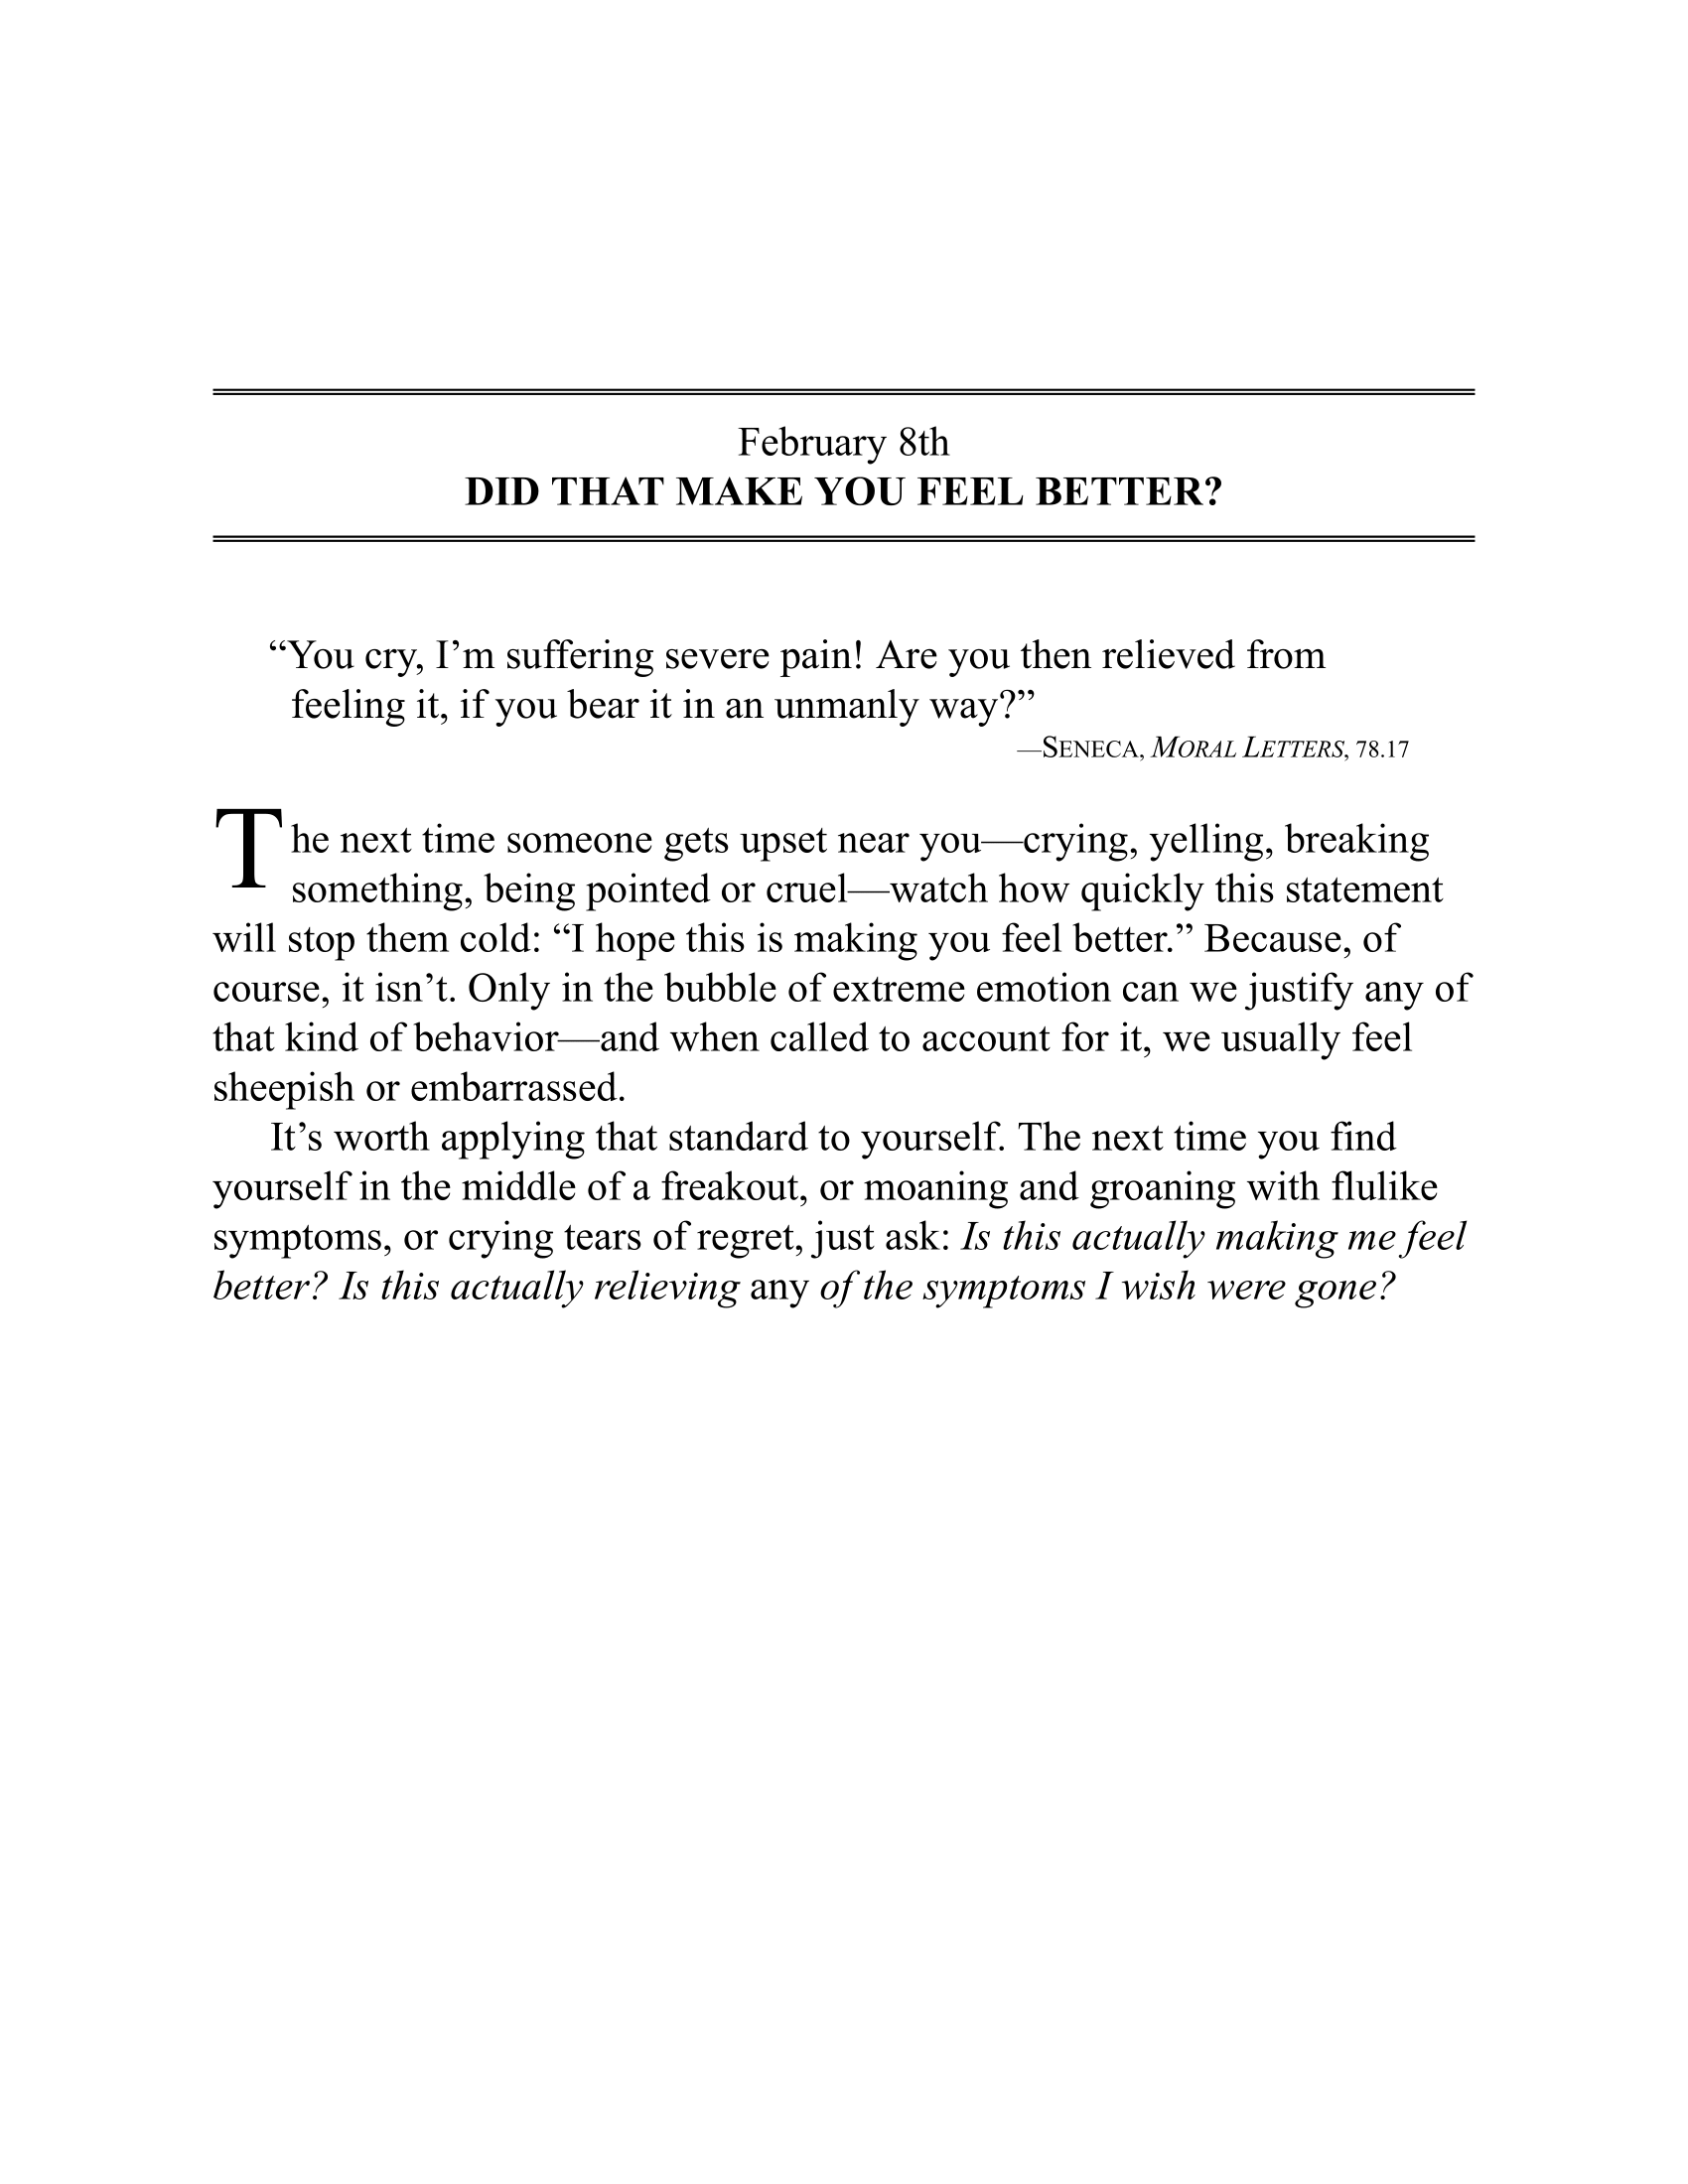 February 8th
DID THAT MAKE YOU FEEL BETTER?
“You cry, I’m suffering severe pain! Are you then relieved from
feeling it, if you bear it in an unmanly way?”
—SENECA, MORAL LETTERS, 78.17
The next time someone gets upset near you—crying, yelling, breaking
something, being pointed or cruel—watch how quickly this statement
will stop them cold: “I hope this is making you feel better.” Because, of
course, it isn’t. Only in the bubble of extreme emotion can we justify any of
that kind of behavior—and when called to account for it, we usually feel
sheepish or embarrassed.
It’s worth applying that standard to yourself. The next time you find
yourself in the middle of a freakout, or moaning and groaning with flulike
symptoms, or crying tears of regret, just ask: Is this actually making me feel
better? Is this actually relieving any of the symptoms I wish were gone?